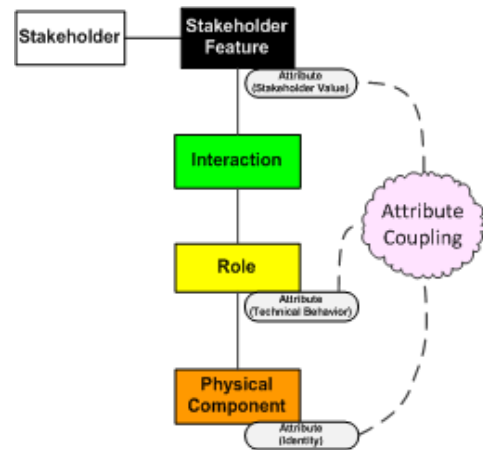 Stakeholder
Stakeholder
Feature
Attribute
(Stakeholder Value)
Interaction
Attribute
Coupling
Role
Attribute
(Technical Behavior)
Physical
Component
Attribute
(Identity)